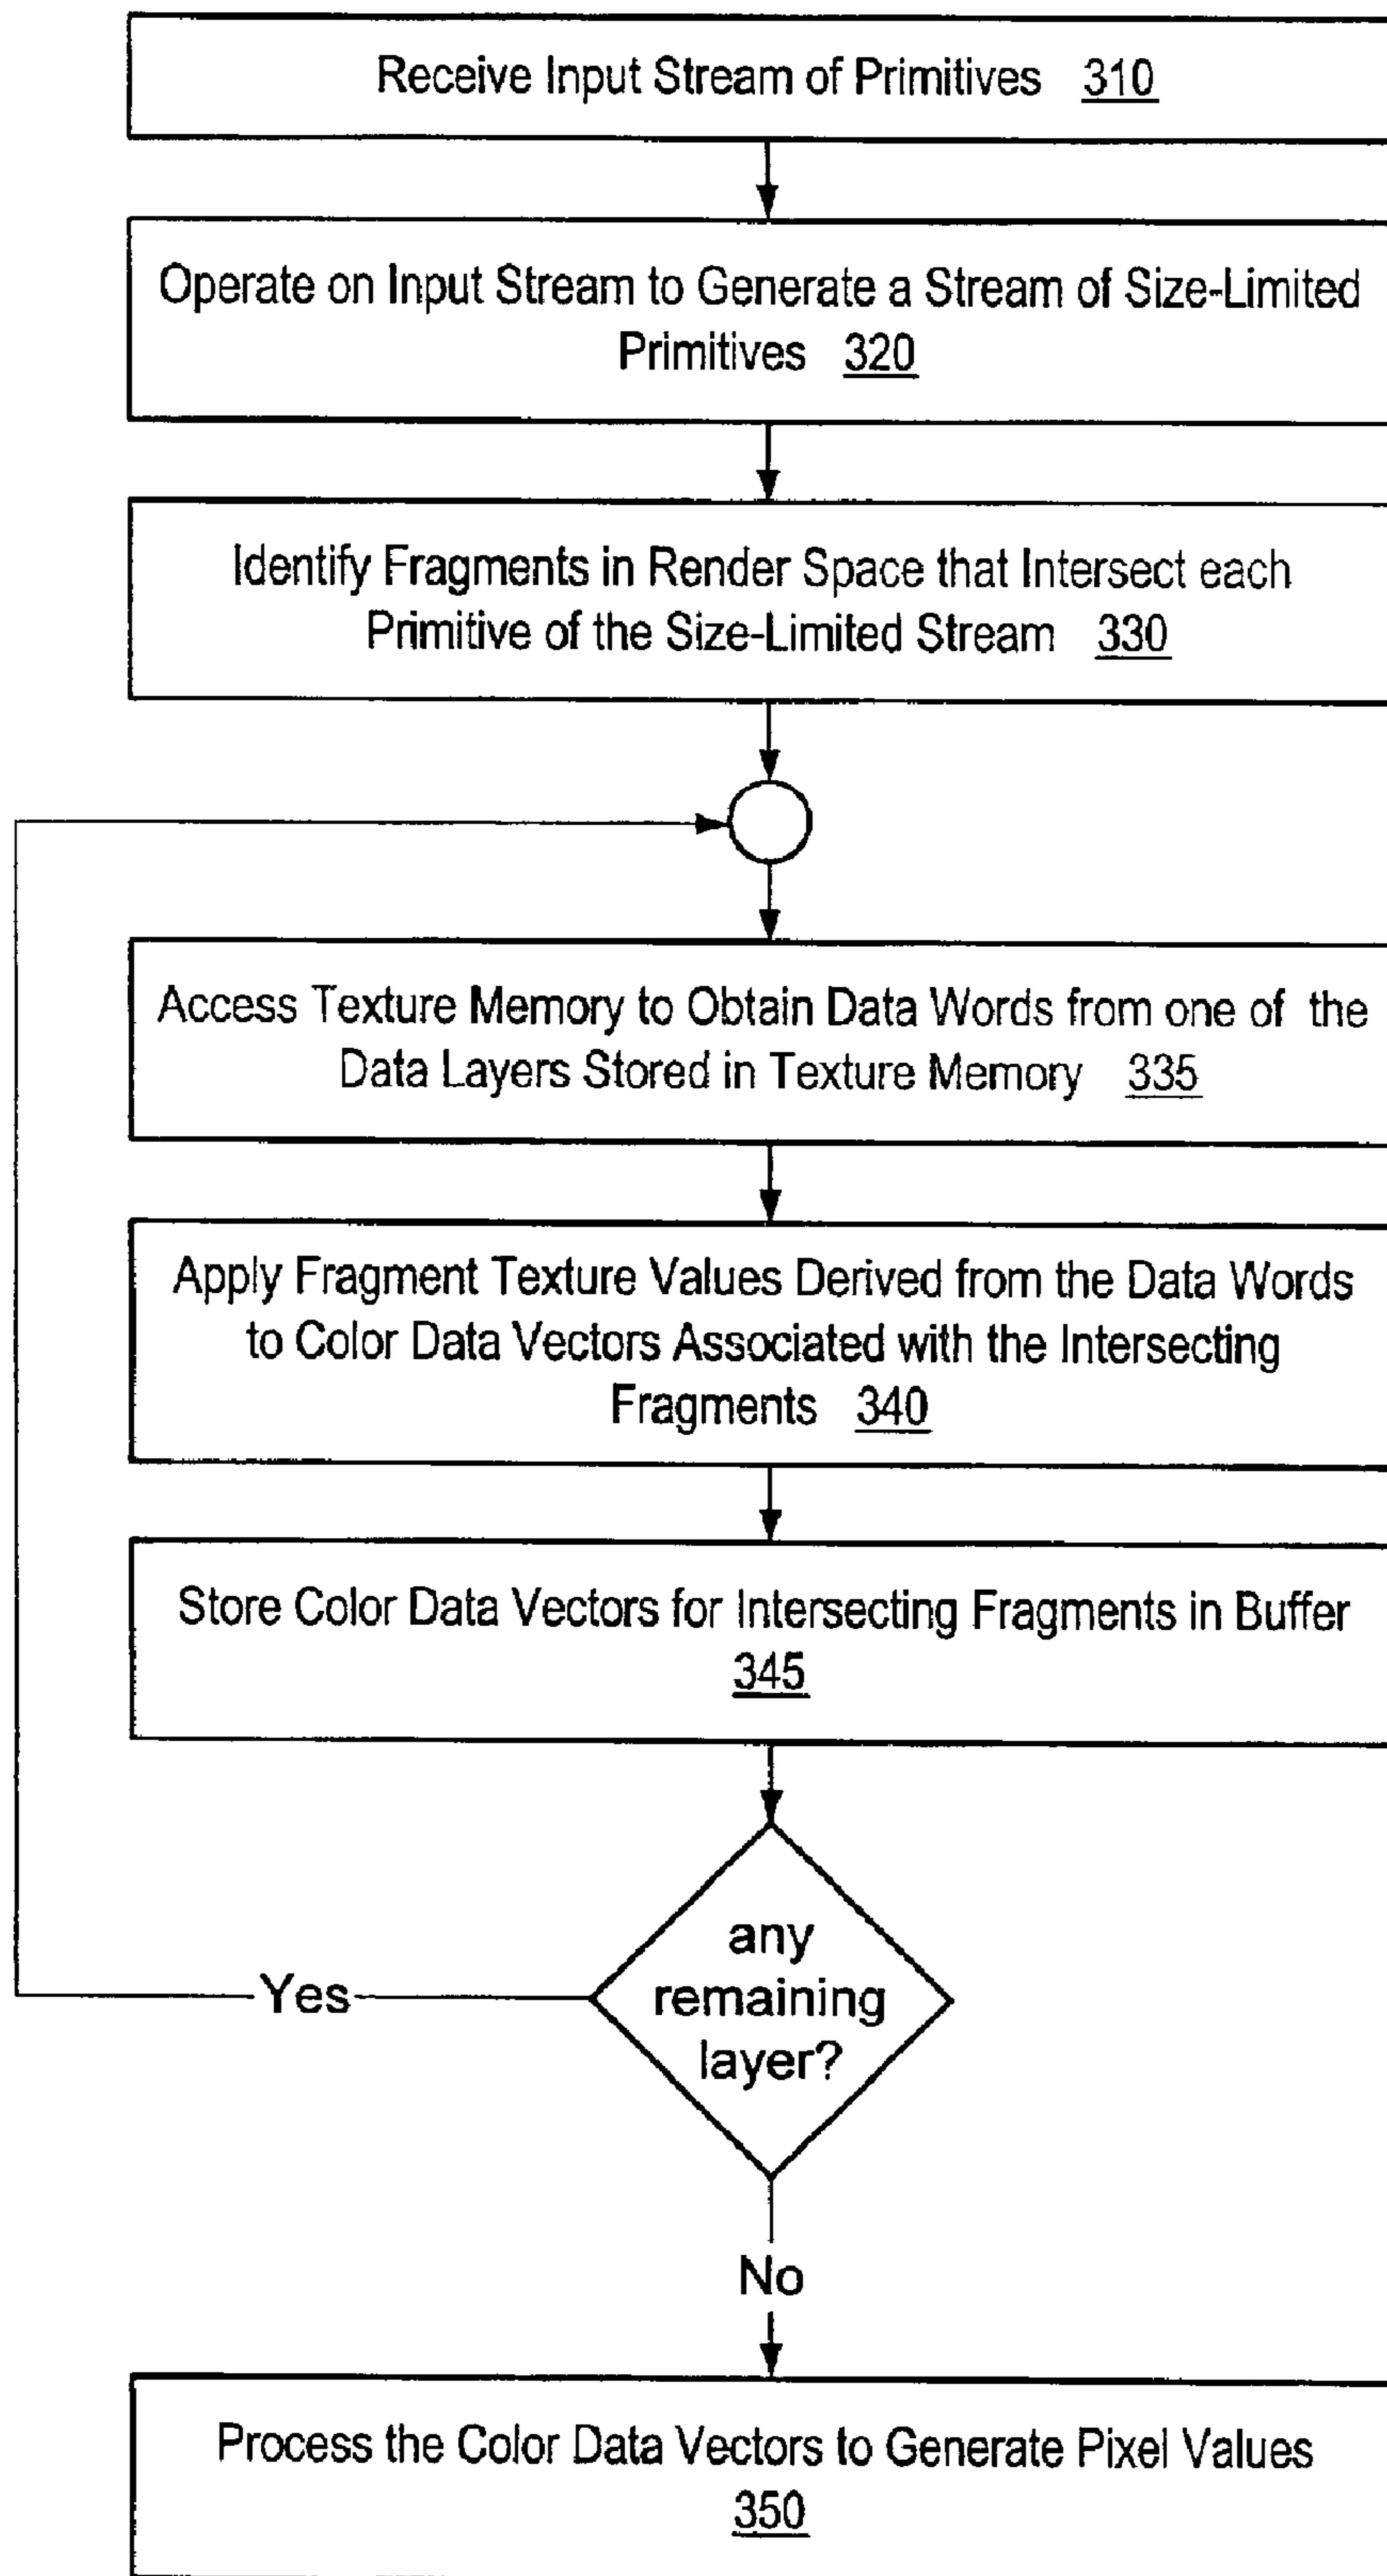 Receive Input Stream of Primitives 310
Operate on Input Stream to Generate a Stream of Size-Limited
Primitives 320
Identify Fragments in Render Space that Intersect each
Primitive of the Size-Limited Stream 330
Access Texture Memory to Obtain Data Words from one of the
Data Layers Stored in Texture Memory 335
Apply Fragment Texture Values Derived from the Data Words
to Color Data Vectors Associated with the Intersecting
Fragments 340
Store Color Data Vectors for Intersecting Fragments in Buffer
345
any
remaining
layer?
Yes
No
Process the Color Data Vectors to Generate Pixel Values
350